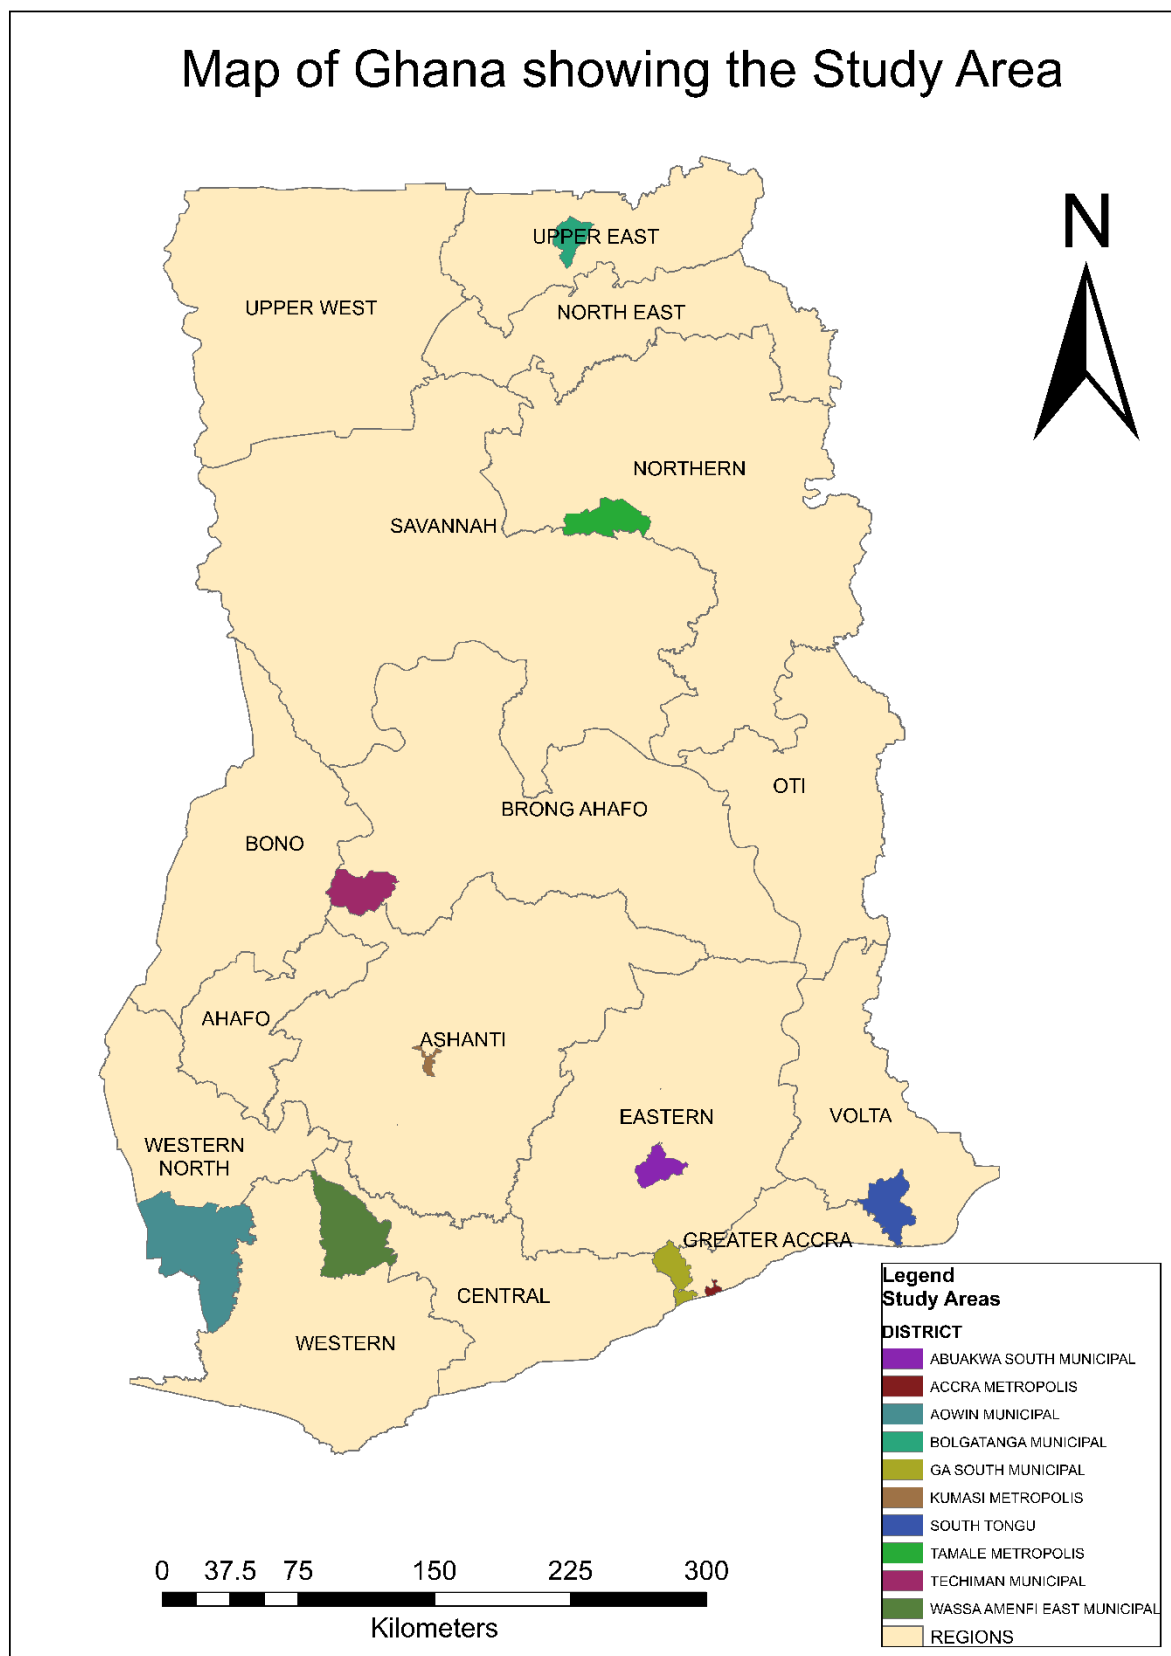 Map of Ghana showing the Study Area
N
UPPER EAST
UPPER WEST
NORTH EAST
NORTHERN
SAVANNAH
OTI
BRONG AHAFO
BONO
AHAFO
ASHANTI
EASTERN
VOLTA
WESTERN
NORTH
GREATER ACCRA
CENTRAL
WESTERN
Legend
Study Areas
DISTRICT
ABUAKWA SOUTH MUNICIPAL
ACCRA METROPOLIS
AOWIN MUNICIPAL
BOLGATANGA MUNICIPAL
GA SOUTH MUNICIPAL
KUMASI METROPOLIS
SOUTH TONGU
TAMALE METROPOLIS
TECHIMAN MUNICIPAL
WASSA AMENFI EAST MUNICIPAL
REGIONS
0 37.5 75 150 225 300
Kilometers